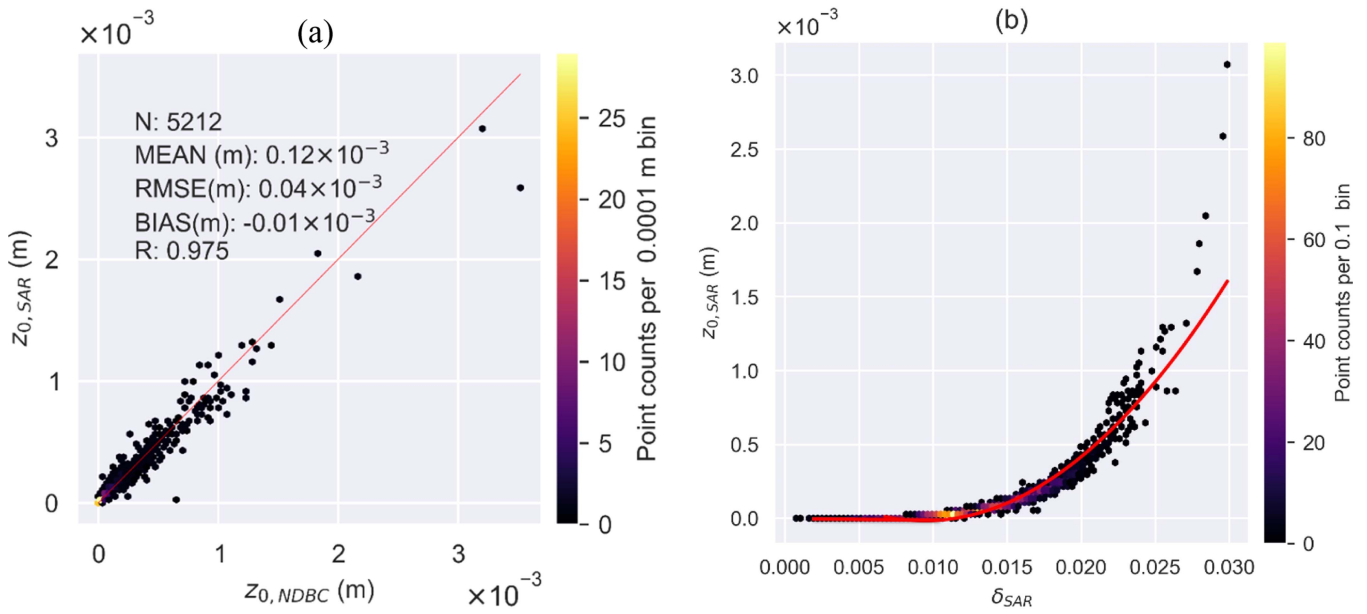 ×10⁻³ (a)
3
2
1
0
z₀,SAR (m)
N: 5212
MEAN (m): 0.12×10⁻³
RMSE(m): 0.04×10⁻³
BIAS(m): -0.01×10⁻³
R: 0.975
0 1 2 3
z₀,NDBC (m) ×10⁻³
25
20
15
10
5
0
Point counts per 0.0001 m bin
×10⁻³ (b)
3.0
2.5
2.0
1.5
1.0
0.5
0.0
z₀,SAR (m)
0.000 0.005 0.010 0.015 0.020 0.025 0.030
δSAR
80
60
40
20
0
Point counts per 0.1 bin